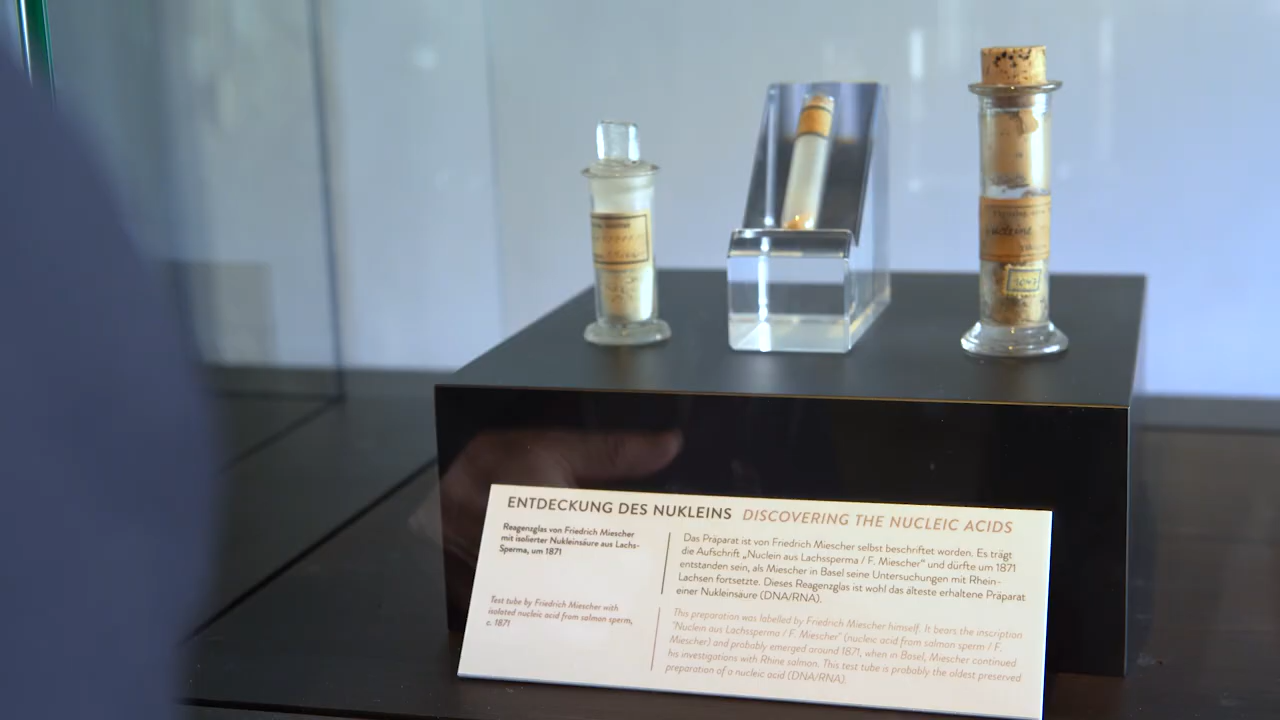 ucleine
1047
ENTDECKUNG DES NUKLEINS DISCOVERING THE NUCLEIC ACIDS
Reagenzglas von Friedrich Miescher
mit isolierter Nukleinsäure aus Lachs-
Sperma, um 1871
Test tube by Friedrich Miescher with
isolated nucleic acid from salmon sperm,
c. 1871
Das Präparat ist von Friedrich Miescher selbst beschriftet worden. Es trägt
die Aufschrift „Nuclein aus Lachssperma / F. Miescher“ und dürfte um 1871
entstanden sein, als Miescher in Basel seine Untersuchungen mit Rhein-
Lachsen fortsetzte. Dieses Reagenzglas ist wohl das älteste erhaltene Präparat
einer Nukleinsäure (DNA/RNA).
This preparation was labelled by Friedrich Miescher himself. It bears the inscription
"Nuclein aus Lachssperma / F. Miescher" (nucleic acid from salmon sperm / F.
Miescher) and probably emerged around 1871, when in Basel, Miescher continued
his investigations with Rhine salmon. This test tube is probably the oldest preserved
preparation of a nucleic acid (DNA/RNA).